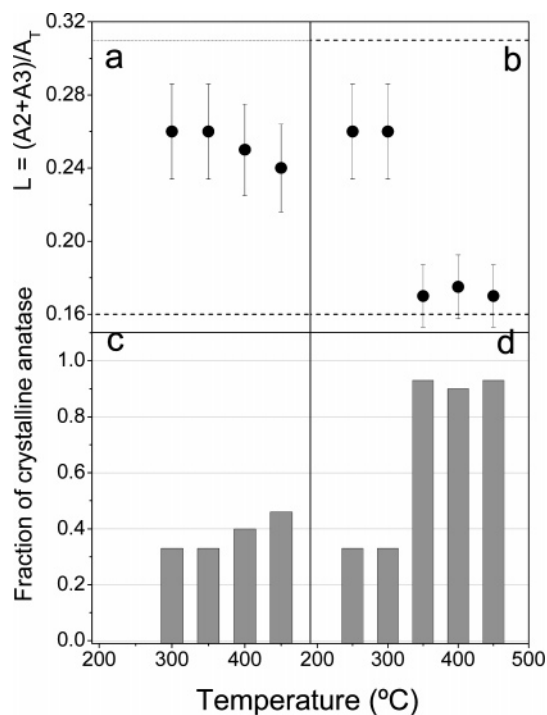 L = (A2+A3)/A_T
0.32
0.28
0.24
0.20
0.16
a
b
Fraction of crystalline anatase
1.0
0.8
0.6
0.4
0.2
0.0
c
d
200 300 400 200 300 400 500
Temperature (ºC)